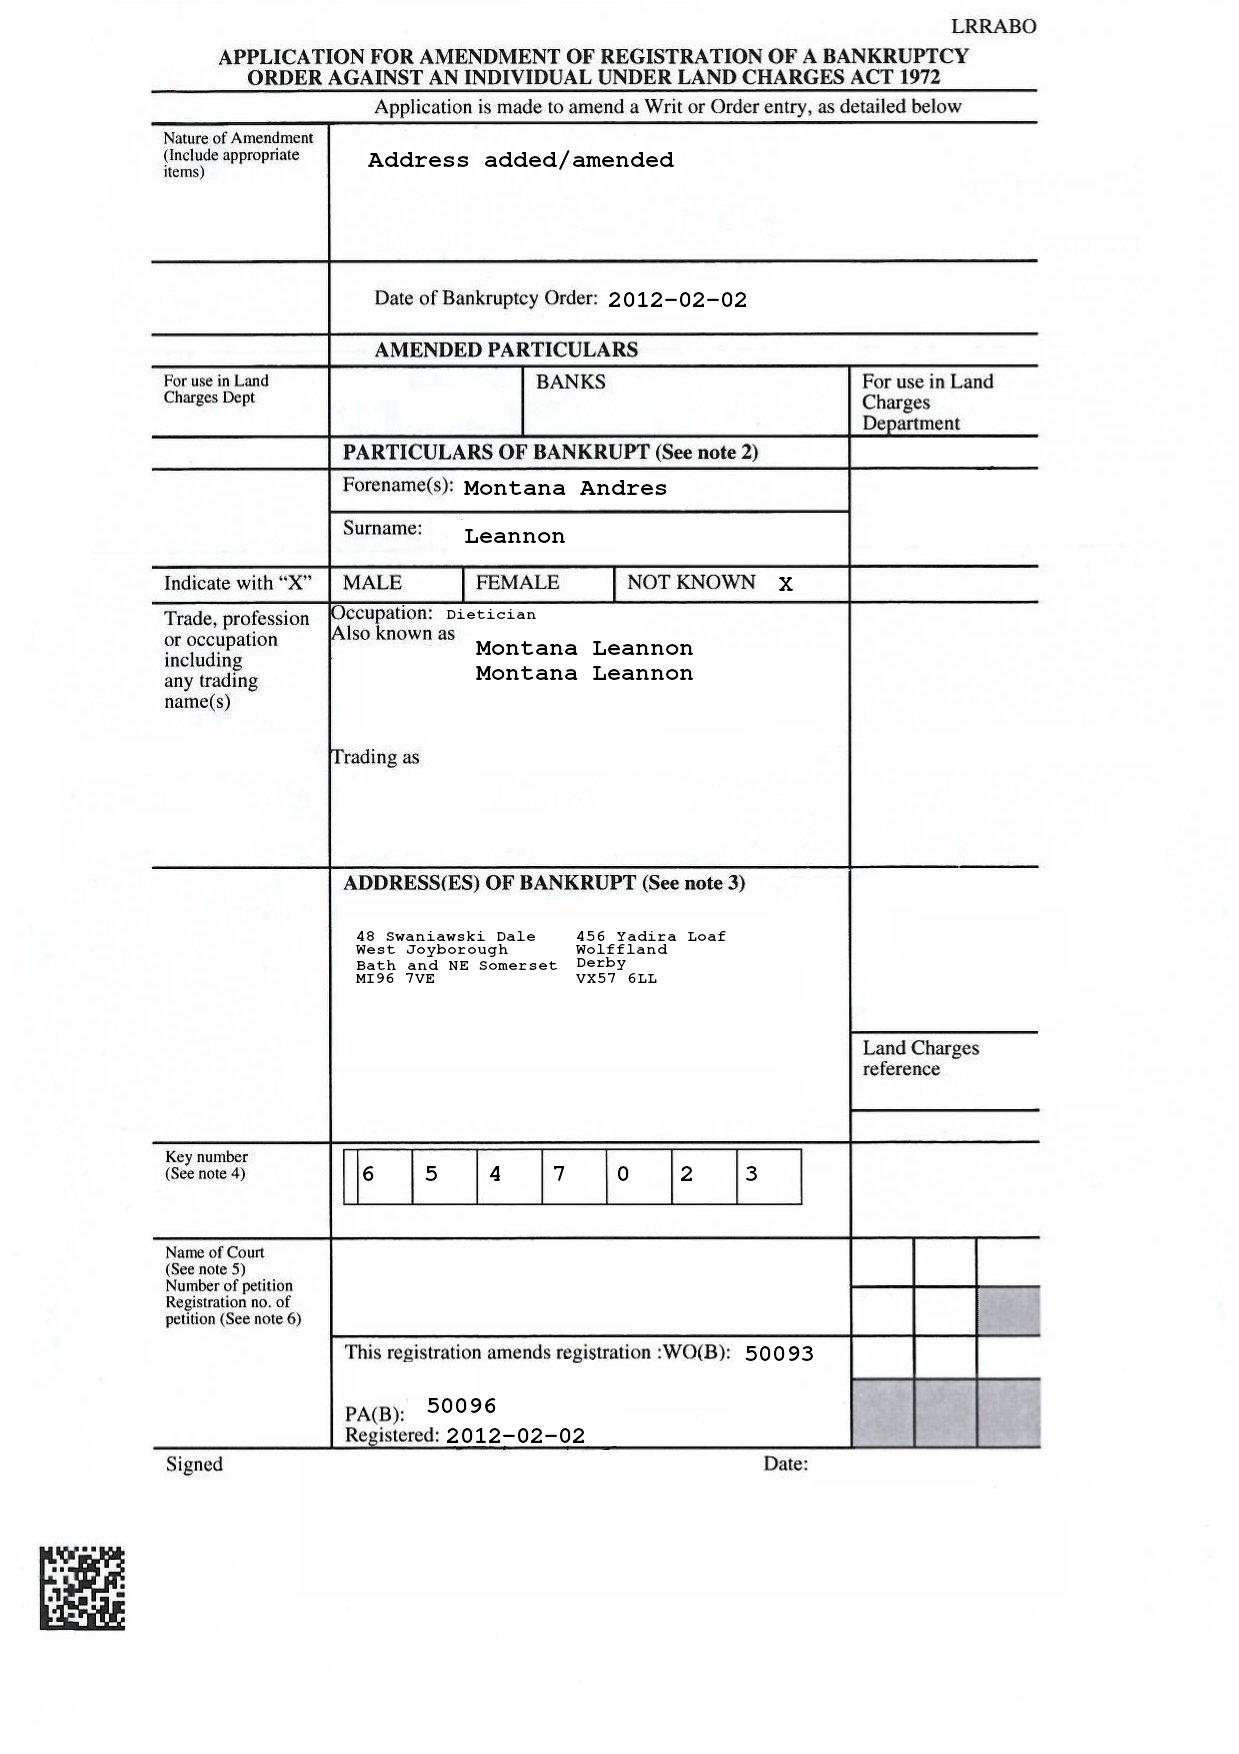 LRRABO
APPLICATION FOR AMENDMENT OF REGISTRATION OF A BANKRUPTCY
ORDER AGAINST AN INDIVIDUAL UNDER LAND CHARGES ACT 1972
Application is made to amend a Writ or Order entry, as detailed below
Nature of Amendment
(Include appropriate
items)
Address added/amended
Date of Bankruptcy Order: 2012-02-02
AMENDED PARTICULARS
For use in Land
Charges Dept
BANKS
For use in Land
Charges
Department
PARTICULARS OF BANKRUPT (See note 2)
Forename(s): Montana Andres
Surname: Leannon
Indicate with “X” MALE FEMALE NOT KNOWN X
Trade, profession
or occupation
including
any trading
name(s)
Occupation: Dietician
Also known as
Montana Leannon
Montana Leannon
Trading as
ADDRESS(ES) OF BANKRUPT (See note 3)
48 Swaniawski Dale
West Joyborough
Bath and NE Somerset
MI96 7VE
456 Yadira Loaf
Wolffland
Derby
VX57 6LL
Land Charges
reference
Key number
(See note 4)
6 5 4 7 0 2 3
Name of Court
(See note 5)
Number of petition
Registration no. of
petition (See note 6)
This registration amends registration :WO(B): 50093
PA(B): 50096
Registered: 2012-02-02
Signed Date: